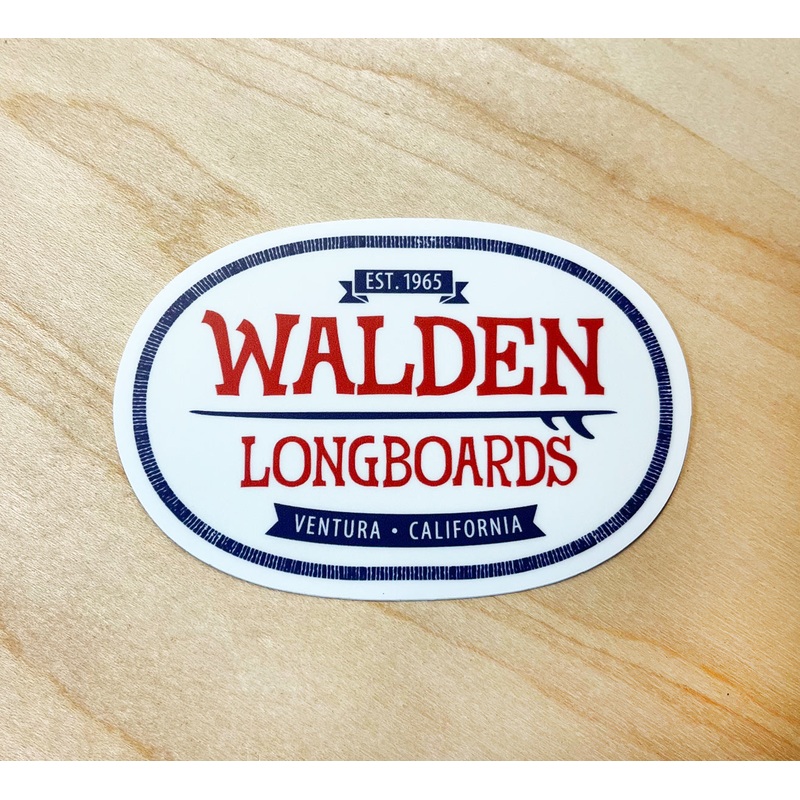 EST. 1965
WALDEN
LONGBOARDS
VENTURA • CALIFORNIA